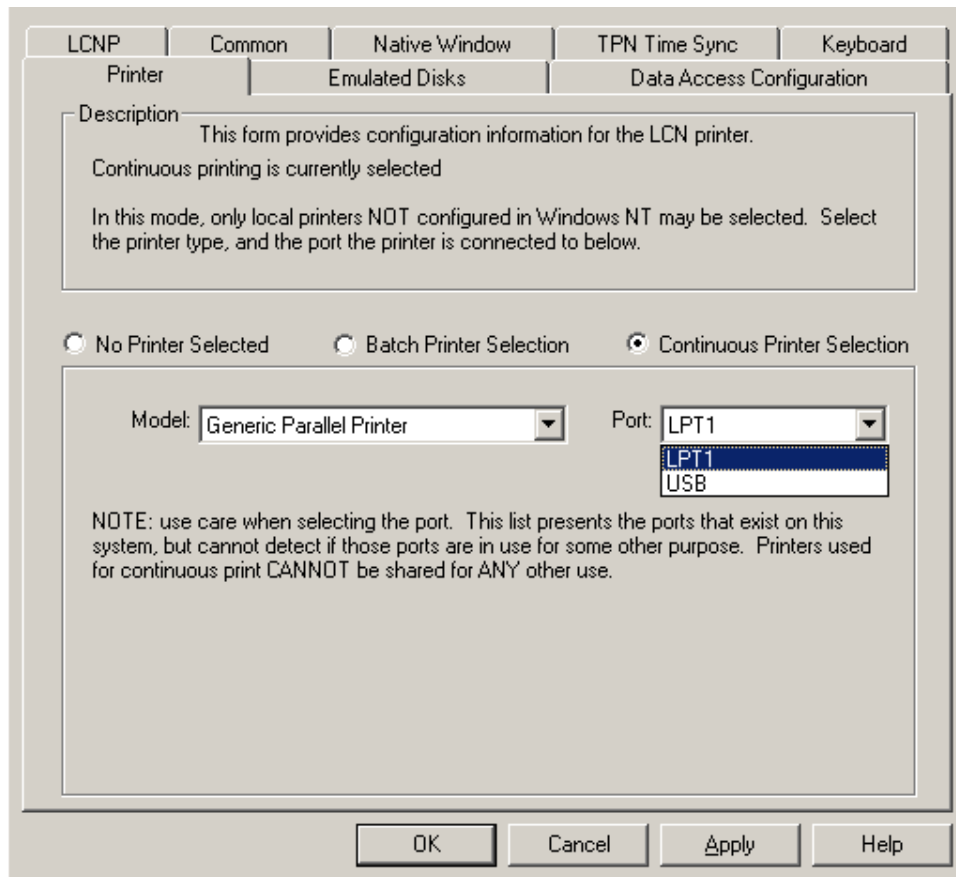 LCNP Common Native Window TPN Time Sync Keyboard
Printer Emulated Disks Data Access Configuration
Description
This form provides configuration information for the LCN printer.
Continuous printing is currently selected
In this mode, only local printers NOT configured in Windows NT may be selected.  Select
the printer type, and the port the printer is connected to below.
No Printer Selected Batch Printer Selection Continuous Printer Selection
Model: Generic Parallel Printer Port: LPT1
LPT1
USB
NOTE: use care when selecting the port.  This list presents the ports that exist on this
system, but cannot detect if those ports are in use for some other purpose.  Printers used
for continuous print CANNOT be shared for ANY other use.
OK Cancel Apply Help